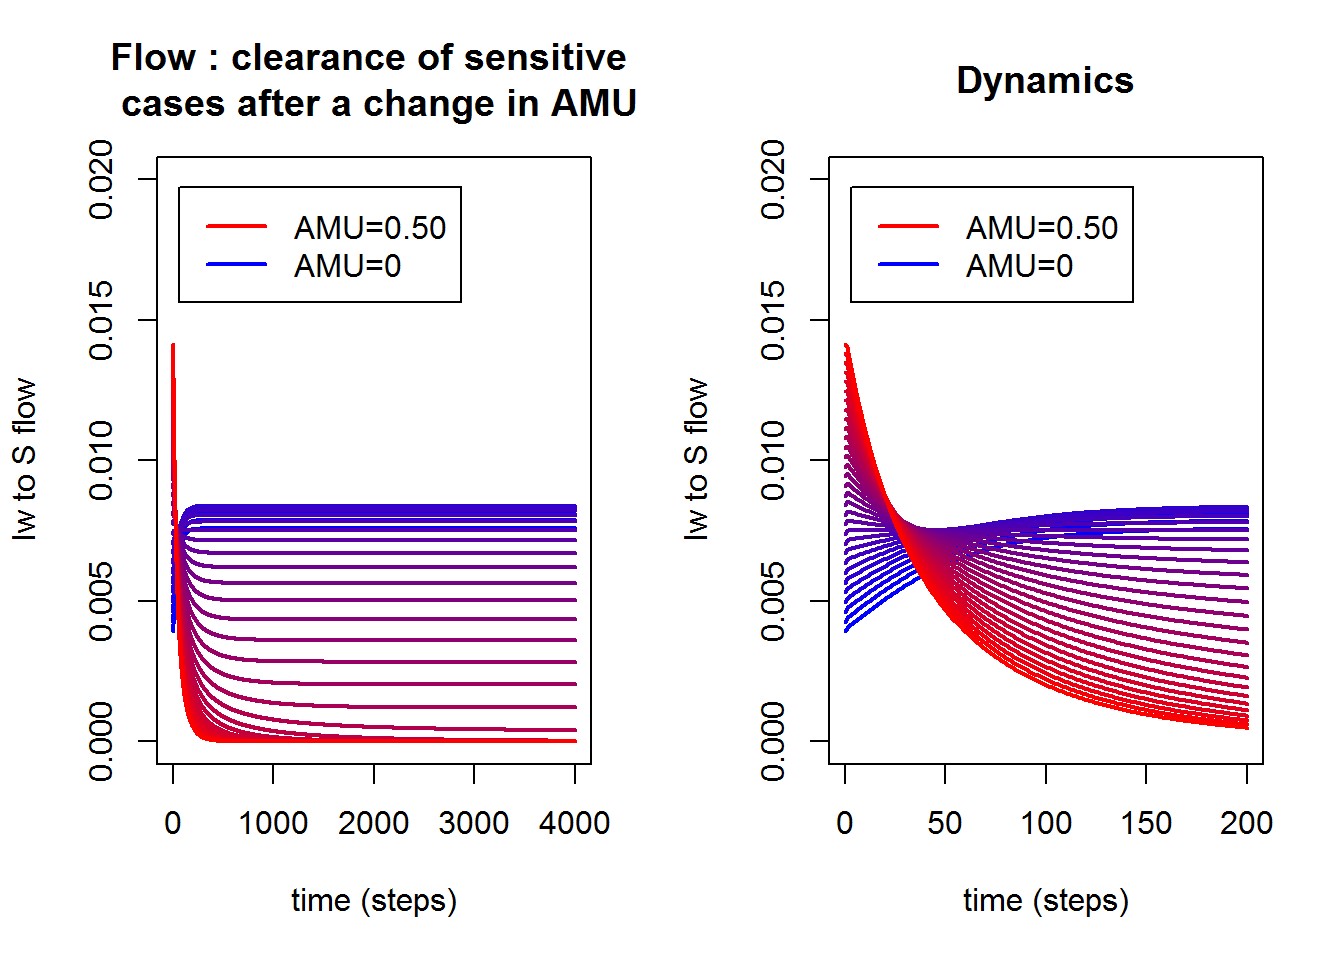 Flow : clearance of sensitive
cases after a change in AMU
Iw to S flow
0.000 0.005 0.010 0.015 0.020
AMU=0.50
AMU=0
0 1000 2000 3000 4000
time (steps)
Dynamics
Iw to S flow
0.000 0.005 0.010 0.015 0.020
AMU=0.50
AMU=0
0 50 100 150 200
time (steps)